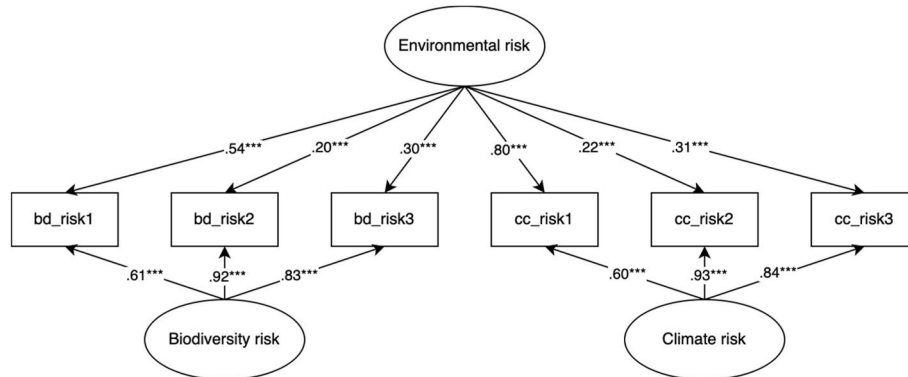 Environmental risk
.54***
.20***
.30***
.80***
.22***
.31***
bd_risk1
bd_risk2
bd_risk3
cc_risk1
cc_risk2
cc_risk3
.61***
.92***
.83***
.60***
.93***
.84***
Biodiversity risk
Climate risk